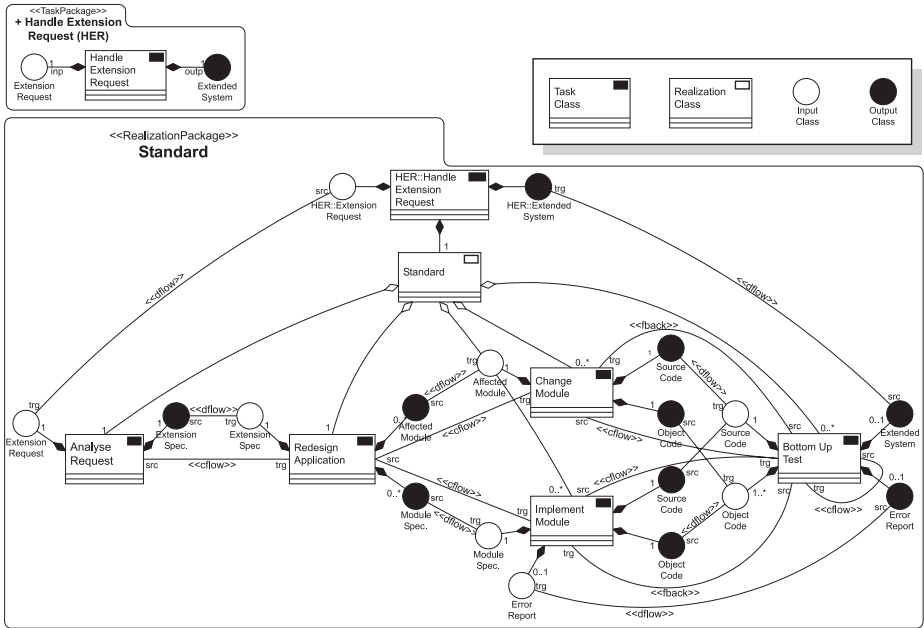 <<TaskPackage>>
+ Handle Extension
Request (HER)
1
inp
Extension
Request
Handle
Extension
Request
1
outp
Extended
System
Task
Class
Realization
Class
Input
Class
Output
Class
<<RealizationPackage>>
Standard
src
HER::Extension
Request
HER::Handle
Extension
Request
trg
HER::Extended
System
1
Standard
<<dflow>>
<<dflow>>
<<fback>>
trg
Extension
Request
1
1
Analyse
Request
src
1
Extension
Spec.
src
<<dflow>>
trg
Extension
Spec.
1
<<cflow>>
trg
1
Redesign
Application
src
0..*
Affected
Module
src
<<dflow>>
trg
Affected
Module
1
<<cflow>>
trg
0..*
Change
Module
trg
src
1
Source
Code
src
<<dflow>>
trg
Source
Code
1
1
Object
Code
src
<<cflow>>
0..*
Bottom Up
Test
src
trg
src
trg
src
0..1
Extended
System
0..1
Error
Report
src
<<cflow>>
0..*
Module
Spec.
src
<<dflow>>
trg
Module
Spec.
1
<<cflow>>
trg
0..*
Implement
Module
src
trg
1
Source
Code
src
<<cflow>>
1
Object
Code
src
<<dflow>>
trg
Object
Code
1..*
0..1
trg
Error
Report
<<fback>>
<<dflow>>